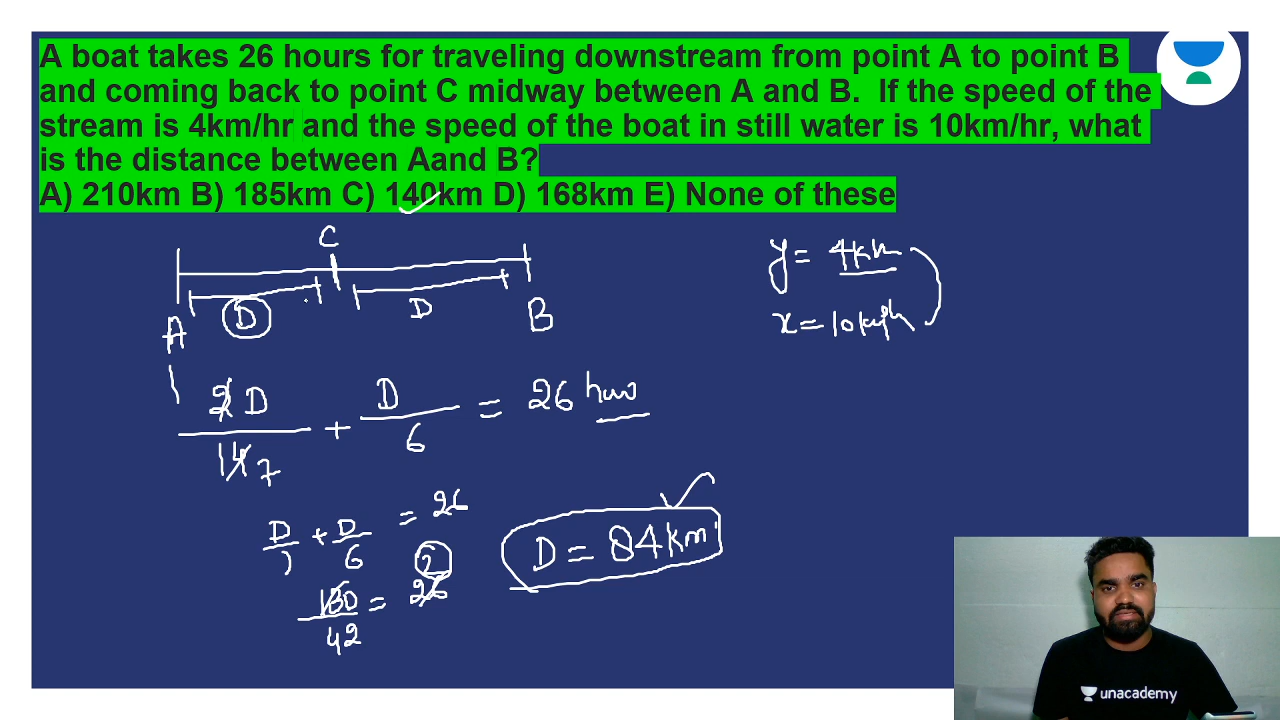 A boat takes 26 hours for traveling downstream from point A to point B
and coming back to point C midway between A and B. If the speed of the
stream is 4km/hr and the speed of the boat in still water is 10km/hr, what
is the distance between Aand B?
A) 210km B) 185km C) 140km D) 168km E) None of these
C
y = 4km
D
D
A
B
x = 10kmph
2D
D
+
= 26
14 7
6
D/7 + D/6 = 26
2
13D/42 = 26
D = 84km
unacademy